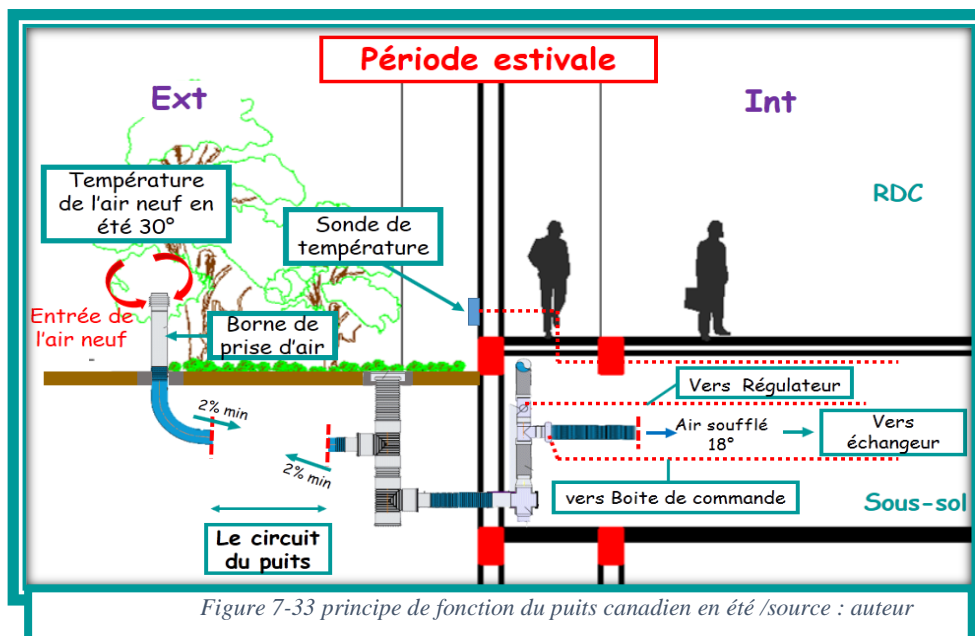 Période estivale
Ext
Int
Température
de l'air neuf en
été 30°
Sonde de
température
RDC
Entrée de
l'air neuf
Borne de
prise d'air
2% min
2% min
Vers Régulateur
Air soufflé
18°
Vers
échangeur
vers Boite de commande
Sous-sol
Le circuit
du puits
Figure 7-33 principe de fonction du puits canadien en été /source : auteur